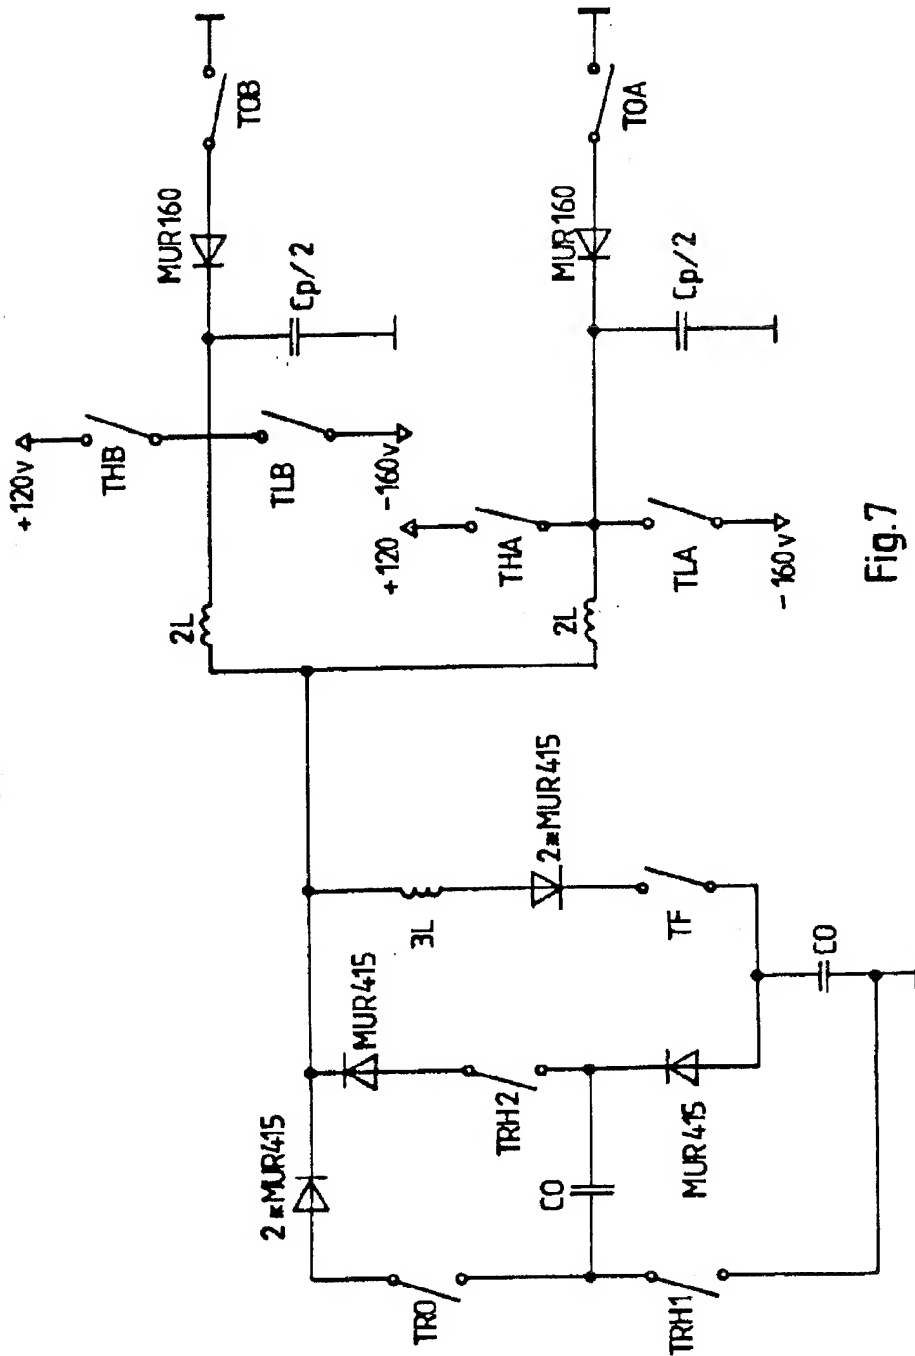 TOB
MUR160
Cp/2
+120v
THB
TLB
-160v
2L
TOA
MUR160
Cp/2
+120
THA
TLA
-160v
2L
2*MUR415
3L
TF
MUR415
TRH2
2*MUR415
TR0
CO
MUR415
TRH1
CO
Fig.7